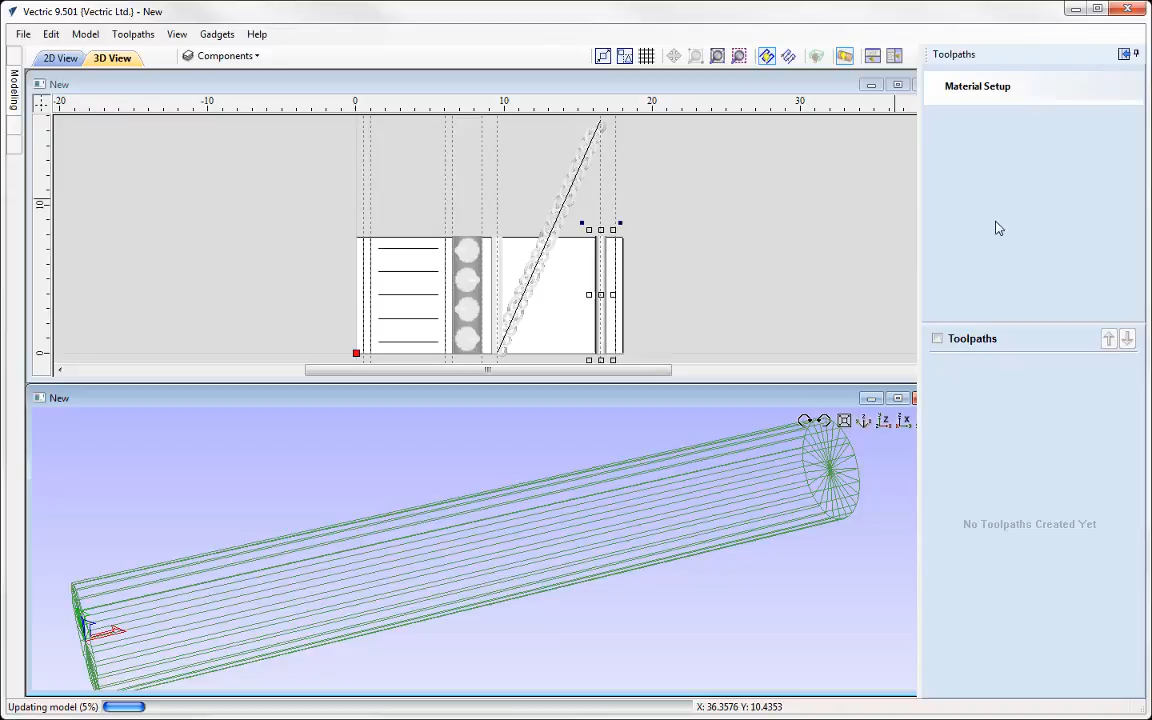 Vectric 9.501 {Vectric Ltd.} - New
File Edit Model Toolpaths View Gadgets Help
2D View 3D View Components
Toolpaths
Material Setup
Modeling
New
-20 -10 0 10 20 30
10
0
Toolpaths
New
No Toolpaths Created Yet
Updating model (5%) X: 36.3576 Y: 10.4353